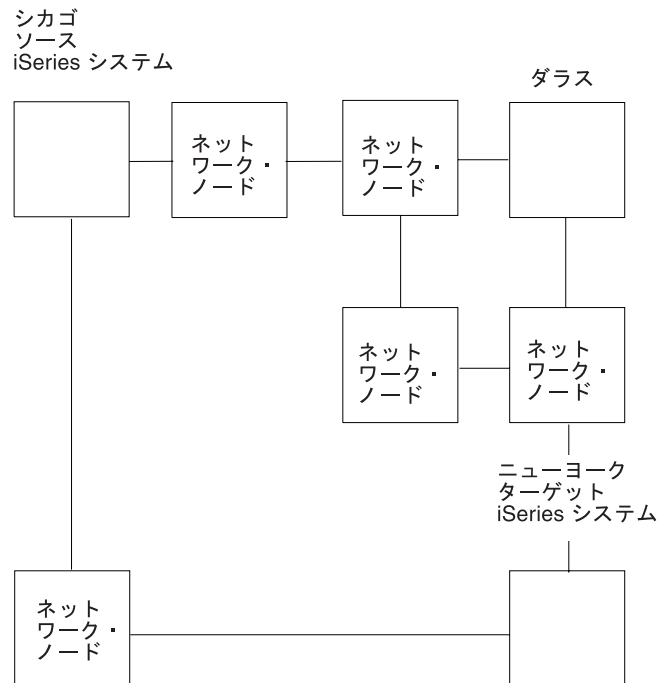 シカゴ
ソース
iSeries システム
ダラス
ネット
ワーク・
ノード
ネット
ワーク・
ノード
ネット
ワーク・
ノード
ネット
ワーク・
ノード
ニューヨーク
ターゲット
iSeries システム
ネット
ワーク・
ノード